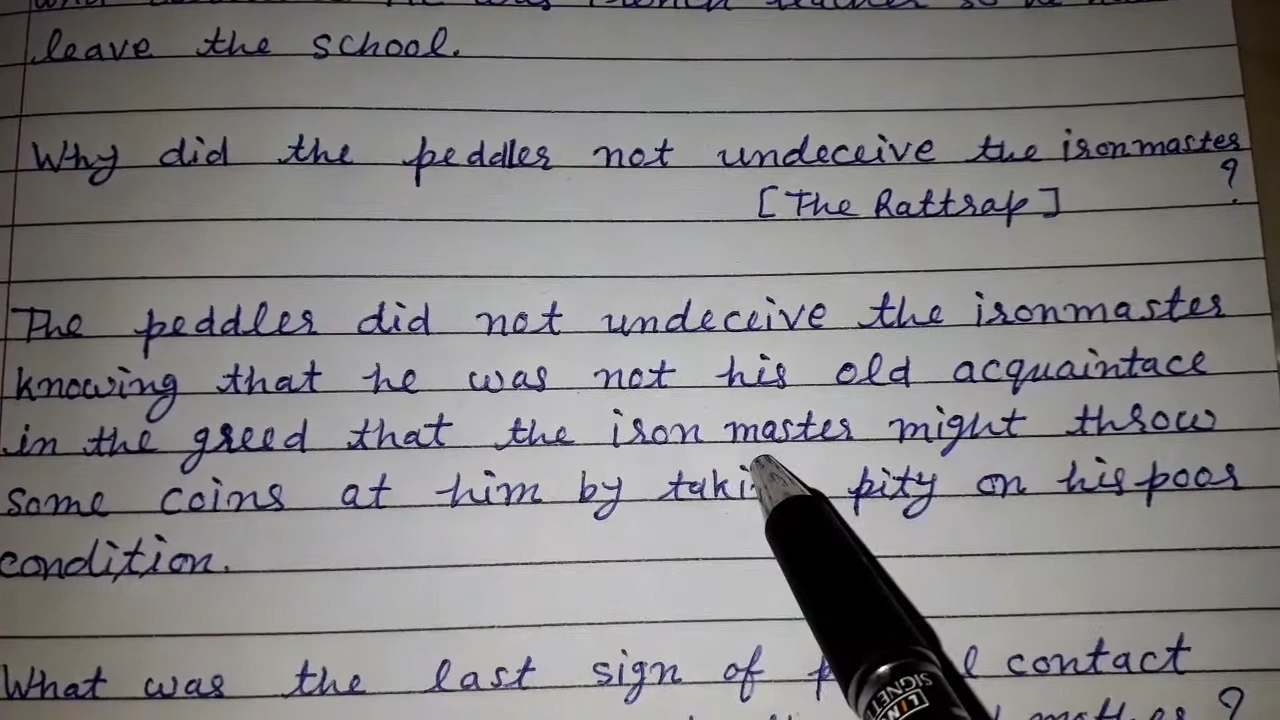 leave the school.
Why did the peddler not undeceive the ironmaster
?
[The Rattrap]
The peddler did not undeceive the ironmaster
knowing that he was not his old acquaintace
in the greed that the iron master might throw
some coins at him by pity on his poor
condition.
What was the last sign of contact
?
LINC
SIGNET